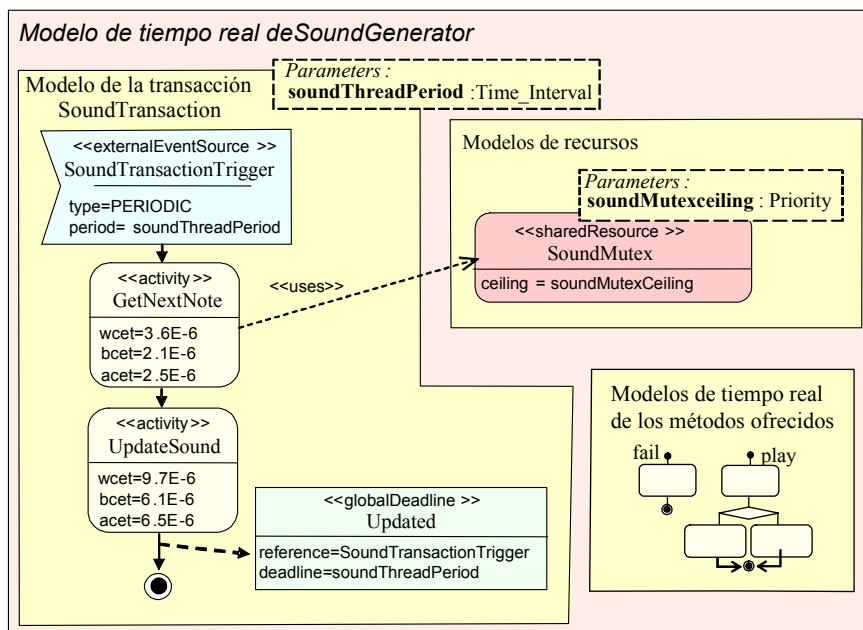 Modelo de tiempo real deSoundGenerator
Modelo de la transacción
SoundTransaction
Parameters :
soundThreadPeriod :Time_Interval
<<externalEventSource >>
SoundTransactionTrigger
type=PERIODIC
period= soundThreadPeriod
<<activity>>
GetNextNote
wcet=3.6E-6
bcet=2.1E-6
acet=2.5E-6
<<uses>>
<<activity>>
UpdateSound
wcet=9.7E-6
bcet=6.1E-6
acet=6.5E-6
<<globalDeadline >>
Updated
reference=SoundTransactionTrigger
deadline=soundThreadPeriod
Modelos de recursos
Parameters :
soundMutexceiling : Priority
<<sharedResource >>
SoundMutex
ceiling = soundMutexCeiling
Modelos de tiempo real
de los métodos ofrecidos
fail
play